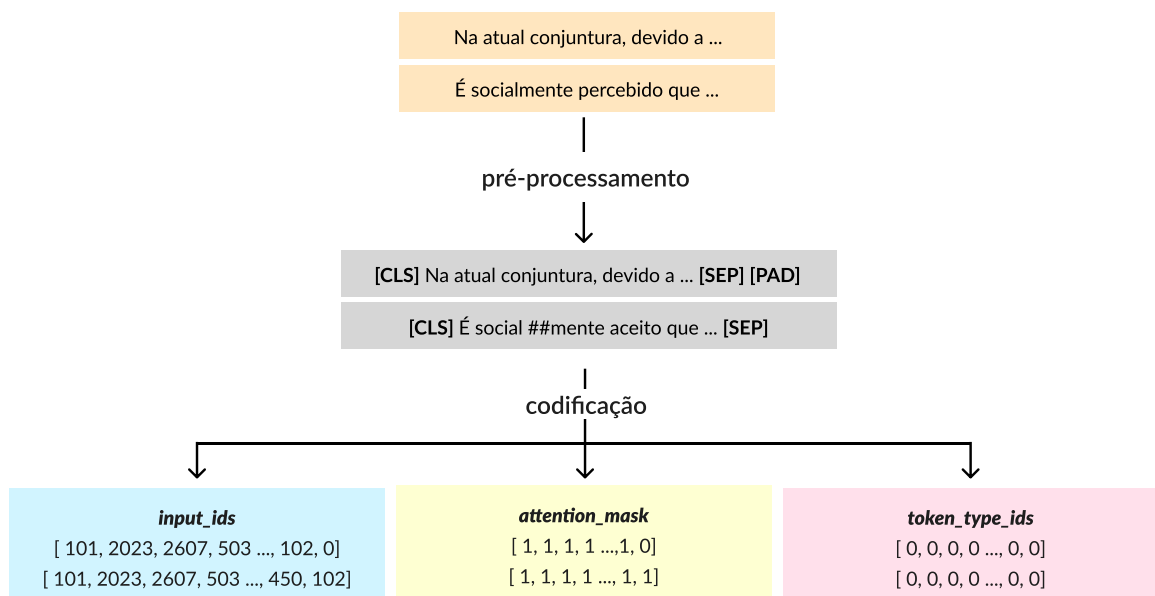 Na atual conjuntura, devido a ...
É socialmente percebido que ...
pré-processamento
[CLS] Na atual conjuntura, devido a ... [SEP] [PAD]
[CLS] É social ##mente aceito que ... [SEP]
codificação
input_ids
[ 101, 2023, 2607, 503 ..., 102, 0]
[ 101, 2023, 2607, 503 ..., 450, 102]
attention_mask
[ 1, 1, 1, 1 ...,1, 0]
[ 1, 1, 1, 1 ..., 1, 1]
token_type_ids
[ 0, 0, 0, 0 ..., 0, 0]
[ 0, 0, 0, 0 ..., 0, 0]